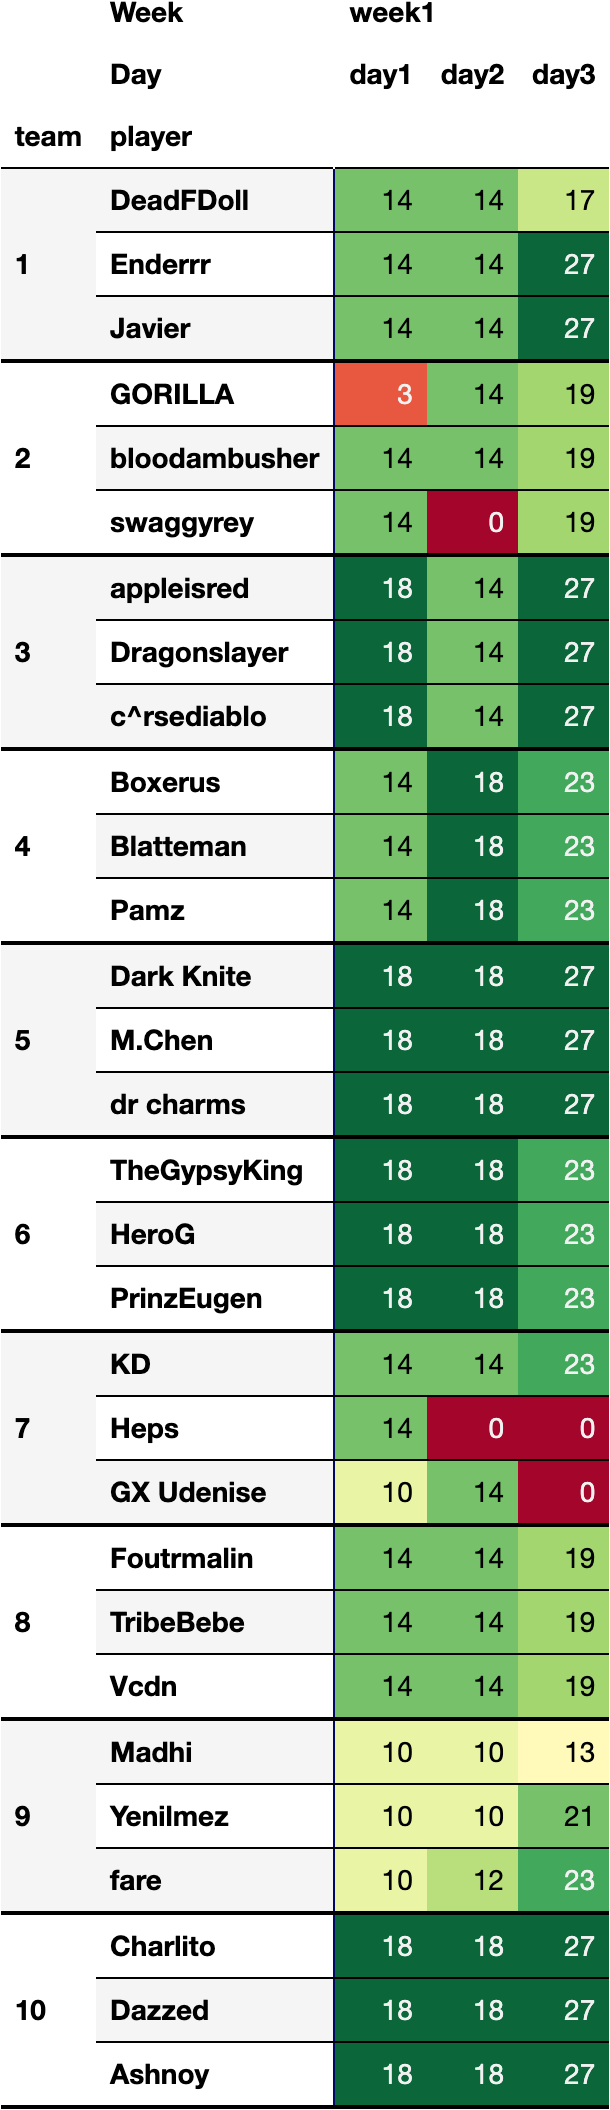 Week week1
Day day1 day2 day3
team player
DeadFDoll 14 14 17
1 Enderrr 14 14 27
Javier 14 14 27
GORILLA 3 14 19
2 bloodambusher 14 14 19
swaggyrey 14 0 19
appleisred 18 14 27
3 Dragonslayer 18 14 27
c^rsediablo 18 14 27
Boxerus 14 18 23
4 Blatteman 14 18 23
Pamz 14 18 23
Dark Knite 18 18 27
5 M.Chen 18 18 27
dr charms 18 18 27
TheGypsyKing 18 18 23
6 HeroG 18 18 23
PrinzEugen 18 18 23
KD 14 14 23
7 Heps 14 0 0
GX Udenise 10 14 0
Foutrmalin 14 14 19
8 TribeBebe 14 14 19
Vcdn 14 14 19
Madhi 10 10 13
9 Yenilmez 10 10 21
fare 10 12 23
Charlito 18 18 27
10 Dazzed 18 18 27
Ashnoy 18 18 27